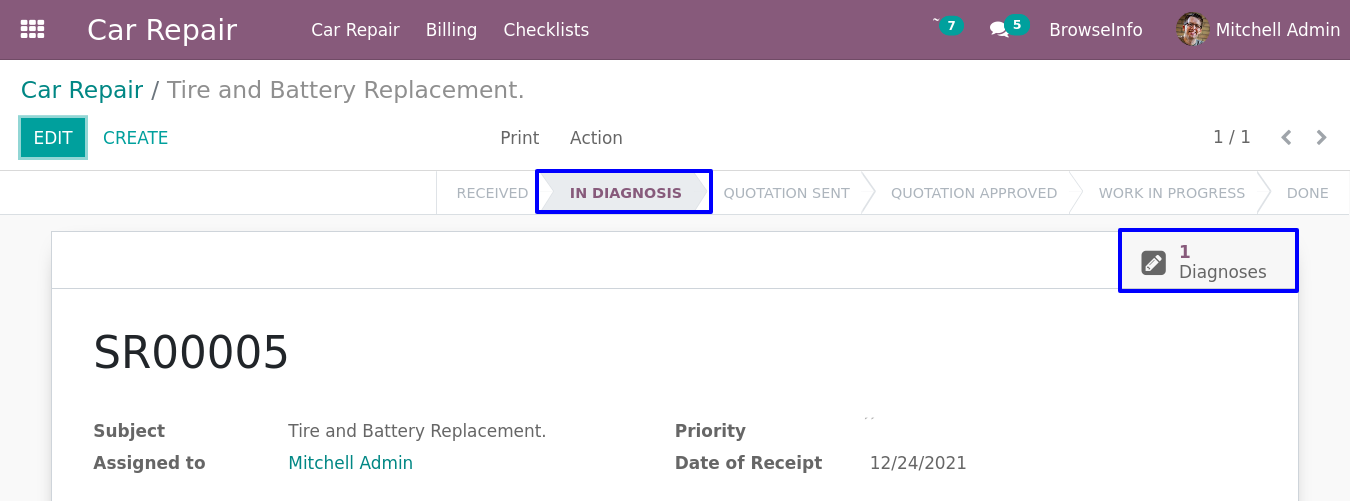 Car Repair Car Repair Billing Checklists 7 5 BrowseInfo Mitchell Admin
Car Repair / Tire and Battery Replacement.
EDIT CREATE Print Action 1 / 1
RECEIVED IN DIAGNOSIS QUOTATION SENT QUOTATION APPROVED WORK IN PROGRESS DONE
1
Diagnoses
SR00005
Subject Tire and Battery Replacement. Priority
Assigned to Mitchell Admin Date of Receipt 12/24/2021